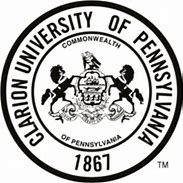 CLARION UNIVERSITY OF PENNSYLVANIA
COMMONWEALTH
OF PENNSYLVANIA
1867
TM